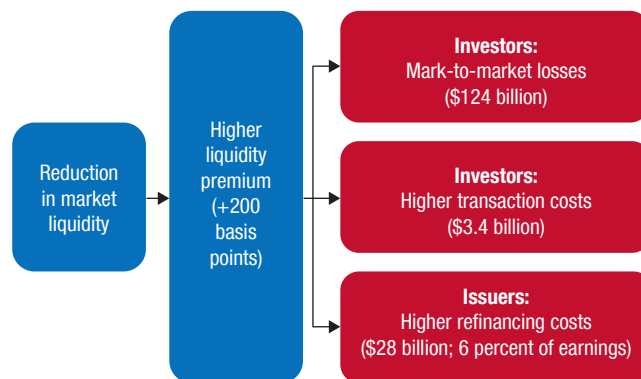 Reduction
in market
liquidity
Higher
liquidity
premium
(+200
basis
points)
Investors:
Mark-to-market losses
($124 billion)
Investors:
Higher transaction costs
($3.4 billion)
Issuers:
Higher refinancing costs
($28 billion; 6 percent of earnings)